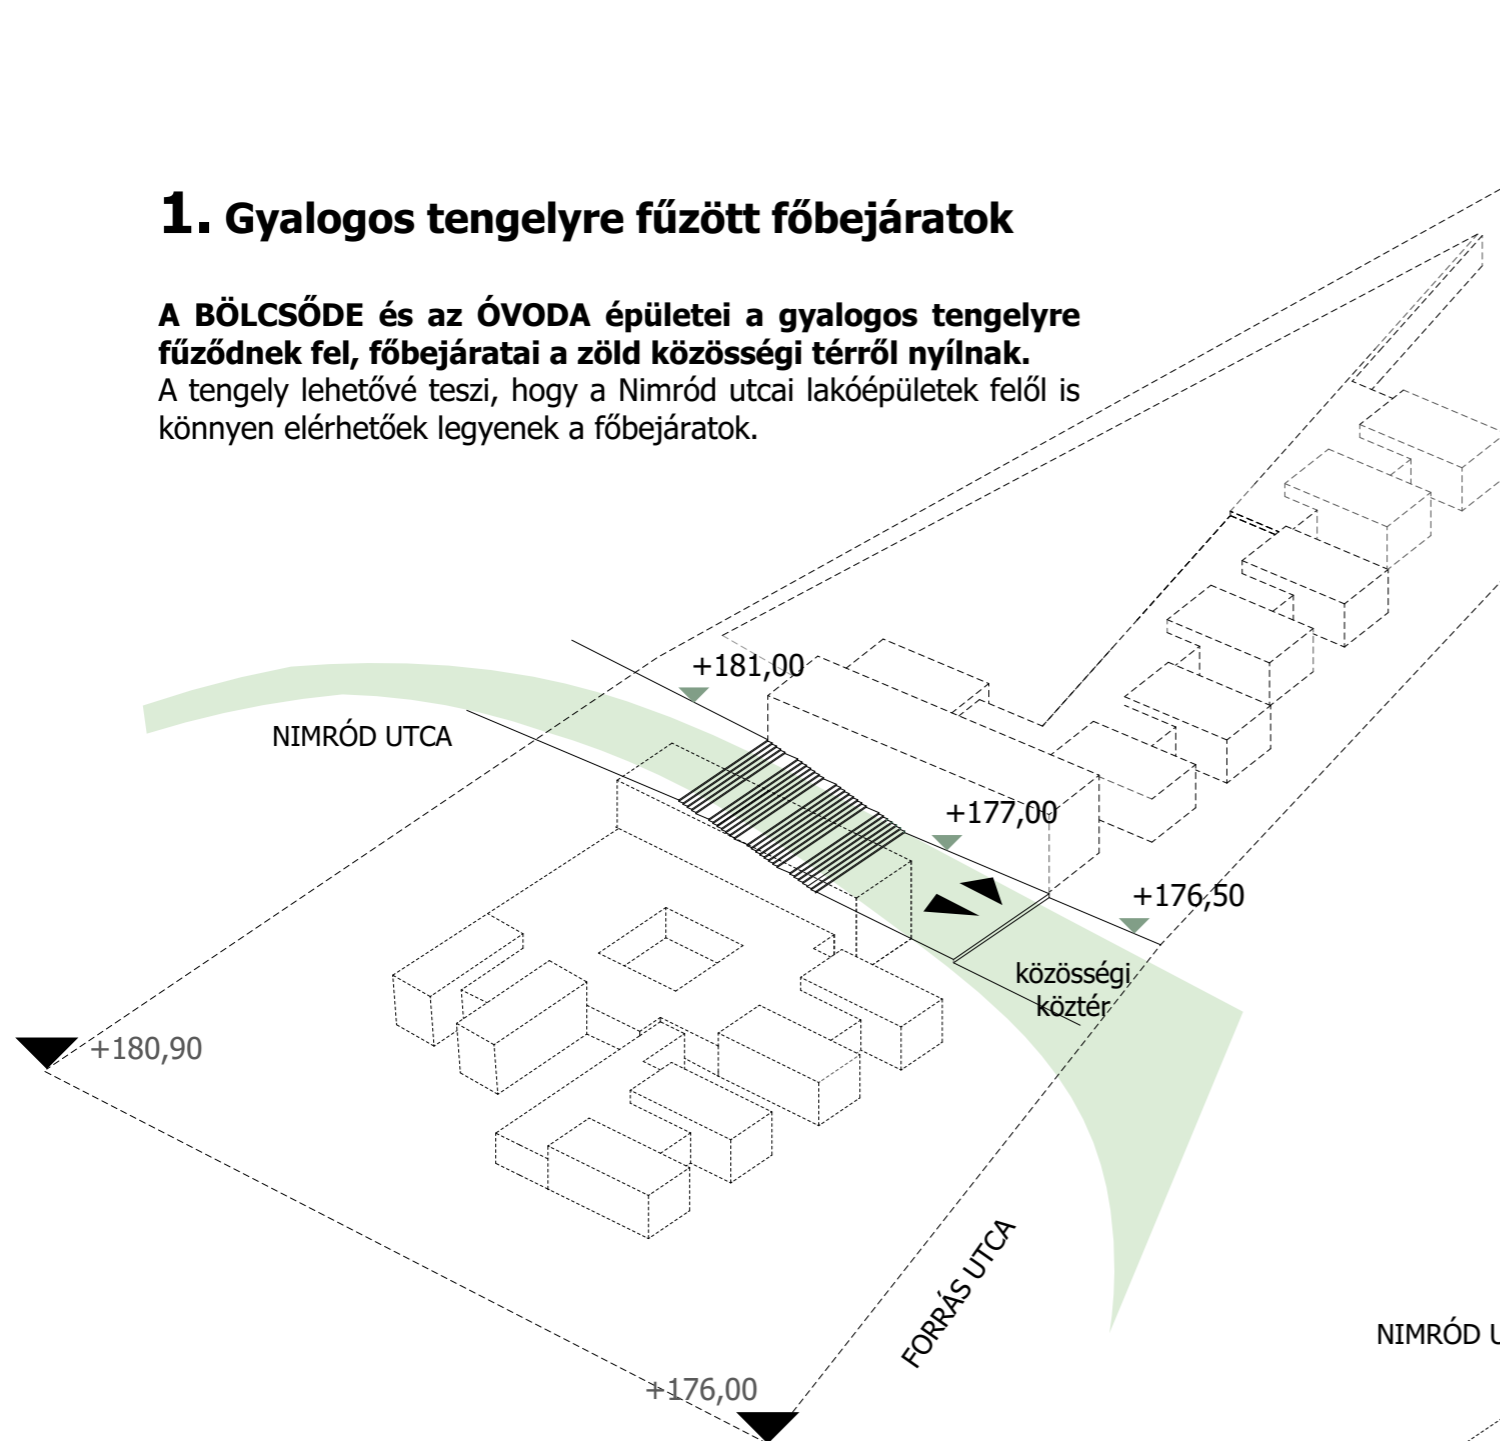 1. Gyalogos tengelyre fűzött főbejáratok
A BÖLCSŐDE és az ÓVODA épületei a gyalogos tengelyre
fűződnek fel, főbejáratai a zöld közösségi térről nyílnak.
A tengely lehetővé teszi, hogy a Nimród utcai lakóépületek felől is
könnyen elérhetőek legyenek a főbejáratok.
+181,00
NIMRÓD UTCA
+177,00
+176,50
közösségi
köztér
+180,90
FORRÁS UTCA
NIMRÓD U
+176,00